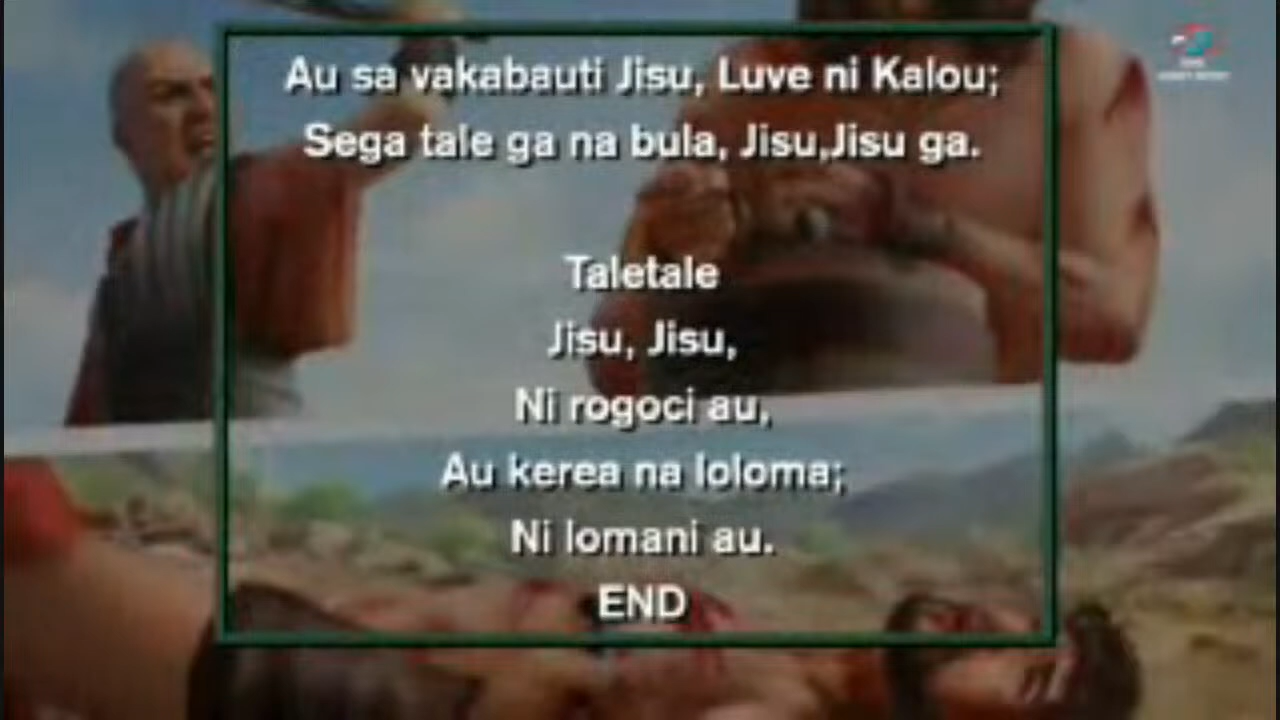 Au sa vakabauti Jisu, Luve ni Kalou;
Sega tale ga na bula, Jisu,Jisu ga.
Taletale
Jisu, Jisu,
Ni rogoci au,
Au kerea na loloma;
Ni lomani au.
END